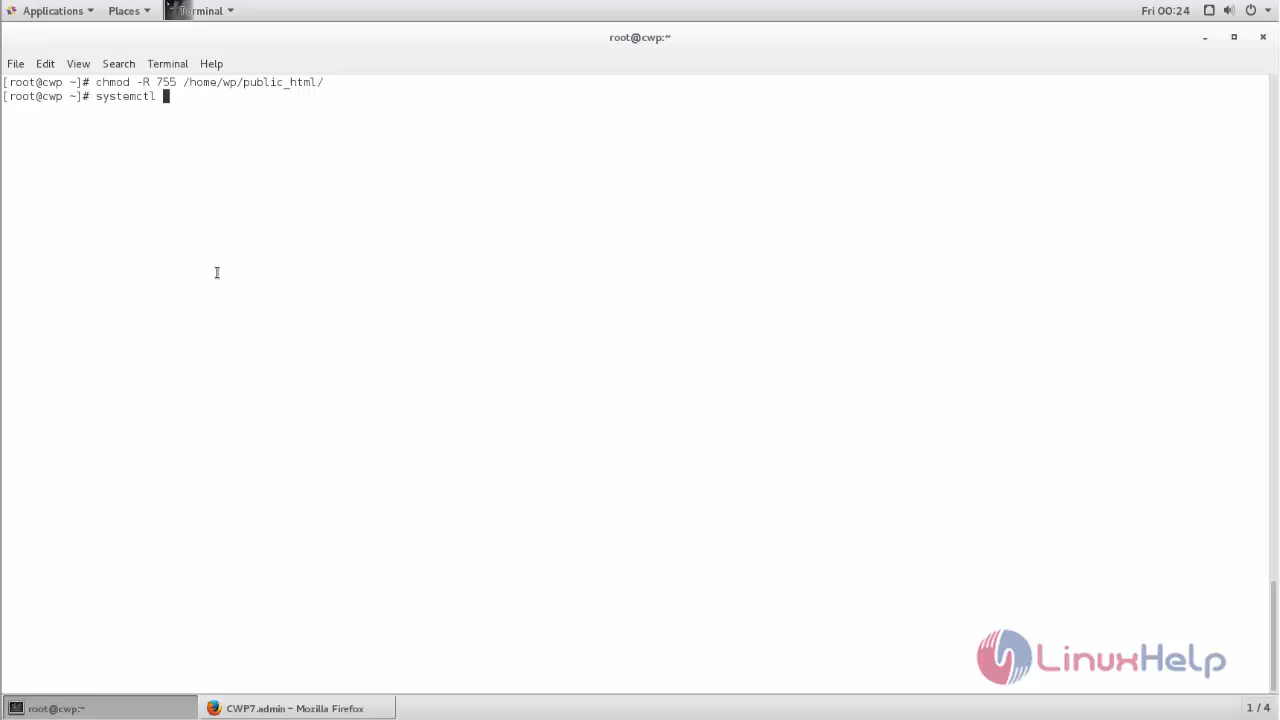 Applications Places Terminal Fri 00:24
root@cwp:~
File Edit View Search Terminal Help
[root@cwp ~]# chmod -R 755 /home/wp/public_html/
[root@cwp ~]# systemctl
LinuxHelp
root@cwp:~ CWP7.admin – Mozilla Firefox 1 / 4